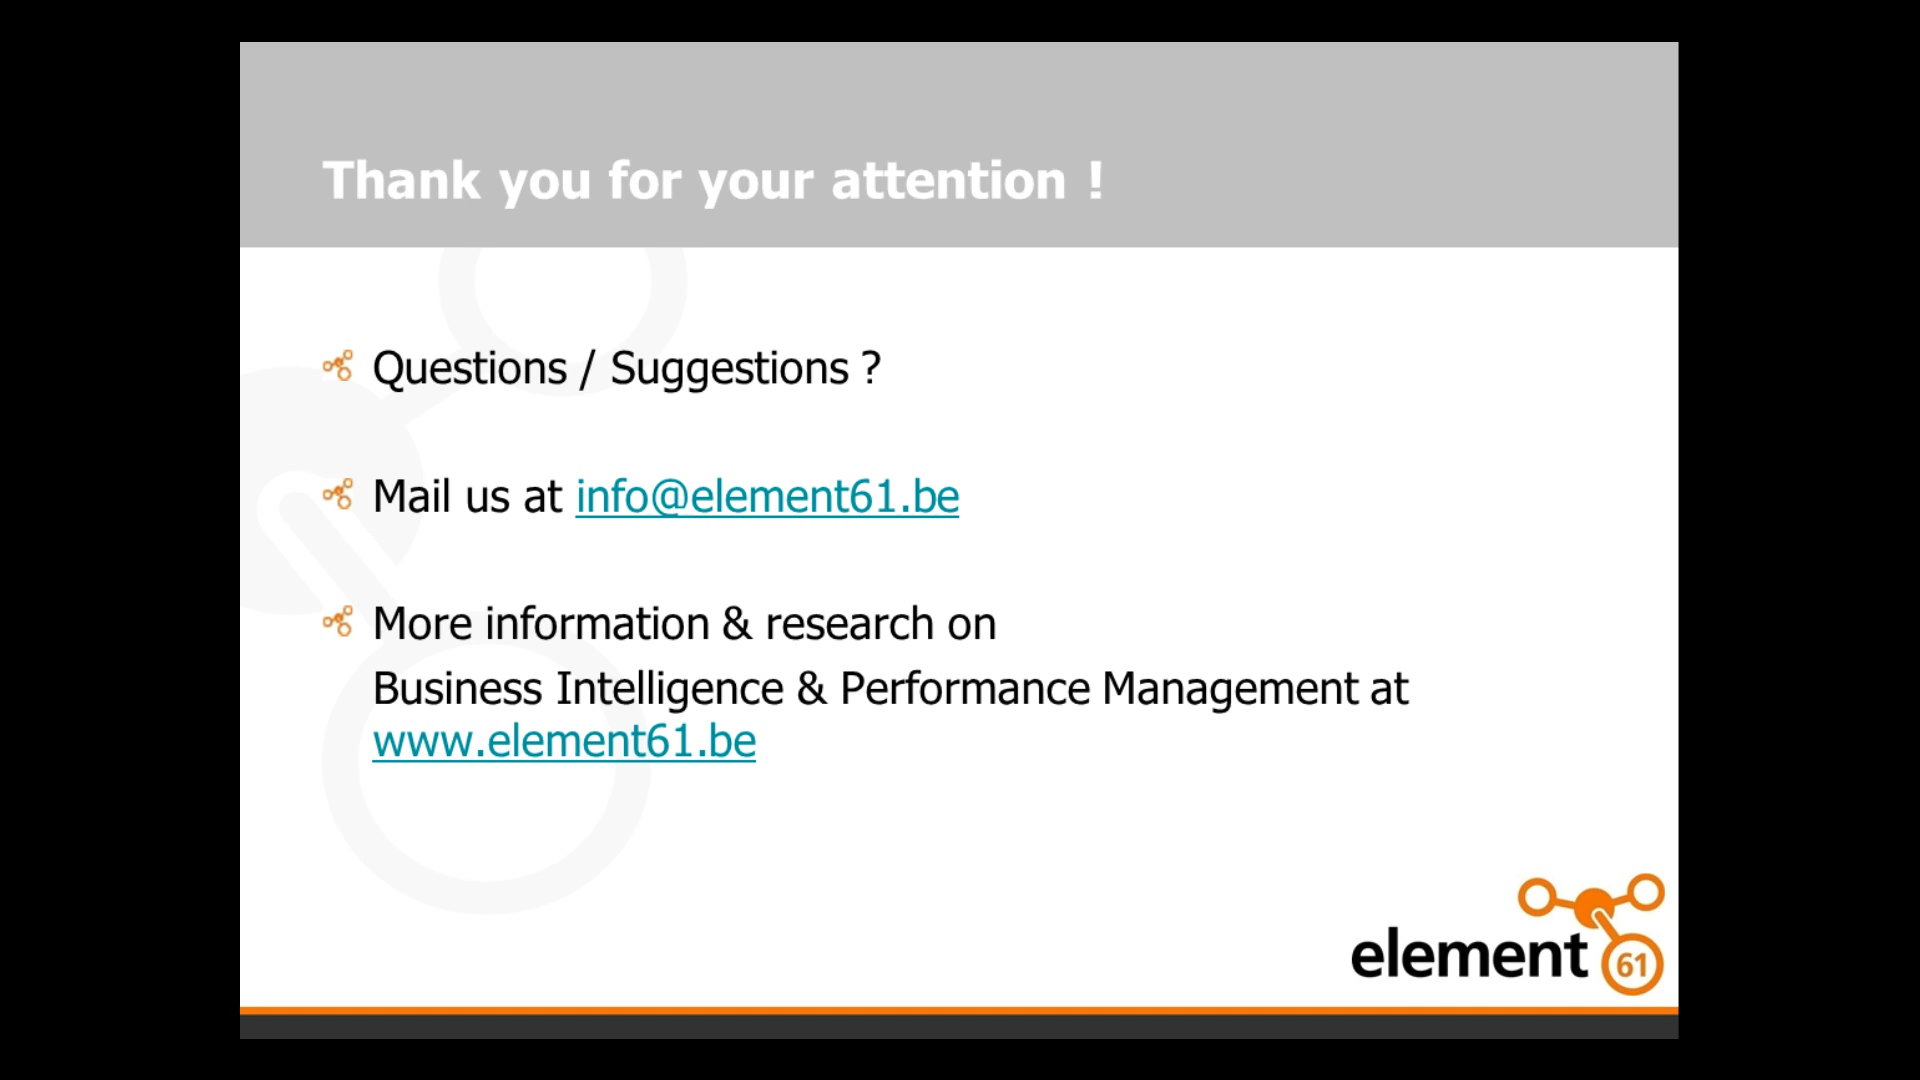 Thank you for your attention !
Questions / Suggestions ?
Mail us at info@element61.be
More information & research on
Business Intelligence & Performance Management at
www.element61.be
element 61